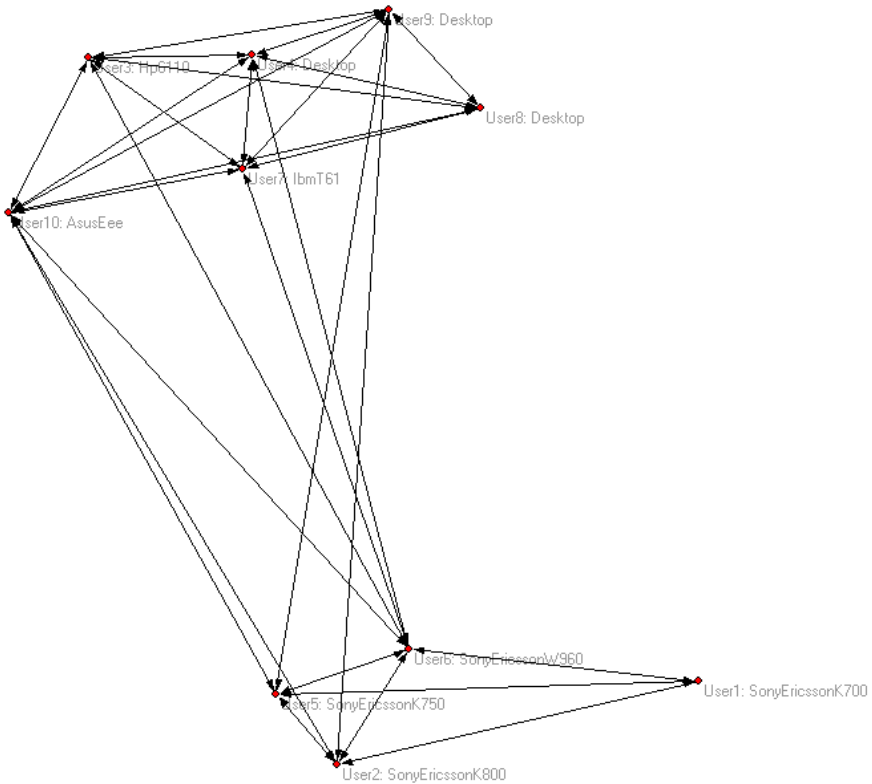 User9: Desktop
User3: Hp6110
User4: Desktop
User8: Desktop
User7: IbmT61
User10: AsusEee
User6: SonyEricssonW960
User1: SonyEricssonK700
User5: SonyEricssonK750
User2: SonyEricssonK800